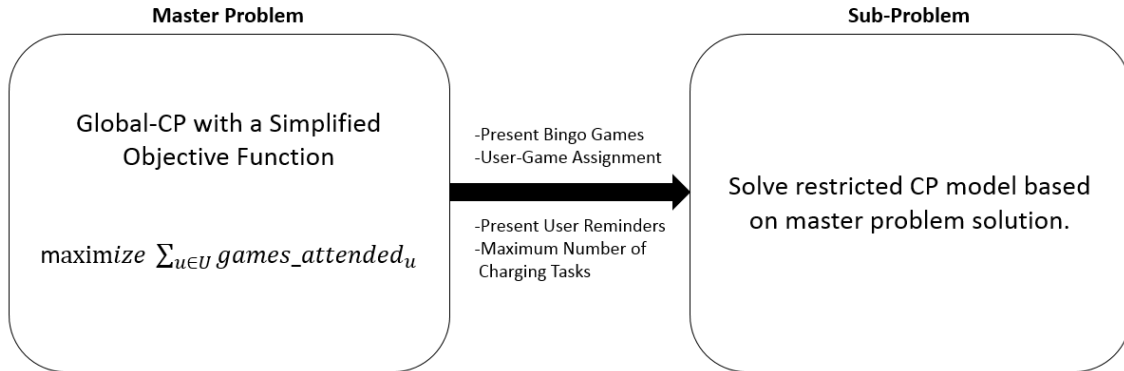 Master Problem
Global-CP with a Simplified
Objective Function
maximize ∑u∈U games_attendedu
-Present Bingo Games
-User-Game Assignment
-Present User Reminders
-Maximum Number of
Charging Tasks
Sub-Problem
Solve restricted CP model based
on master problem solution.